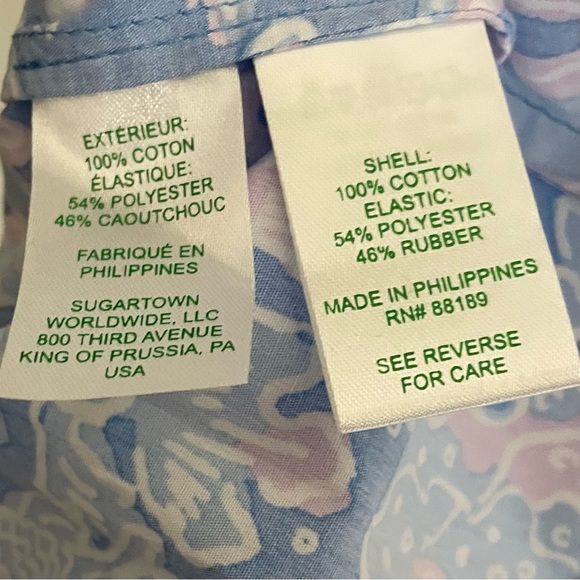 EXTÉRIEUR:
100% COTON
ÉLASTIQUE:
54% POLYESTER
46% CAOUTCHOUC
FABRIQUÉ EN
PHILIPPINES
SUGARTOWN
WORLDWIDE, LLC
800 THIRD AVENUE
KING OF PRUSSIA, PA
USA
SHELL:
100% COTTON
ELASTIC:
54% POLYESTER
46% RUBBER
MADE IN PHILIPPINES
RN# 88189
SEE REVERSE
FOR CARE